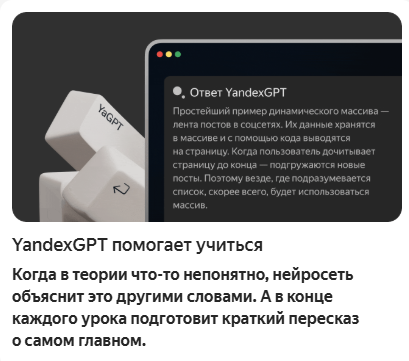 YaGPT
Ответ YandexGPT
Простейший пример динамического массива —
лента постов в соцсетях. Их данные хранятся
в массиве и с помощью кода выводятся
на страницу. Когда пользователь дочитывает
страницу до конца — подгружаются новые
посты. Поэтому везде, где подразумевается
список, скорее всего, будет использоваться
массив.
YandexGPT помогает учиться
Когда в теории что-то непонятно, нейросеть
объяснит это другими словами. А в конце
каждого урока подготовит краткий пересказ
о самом главном.